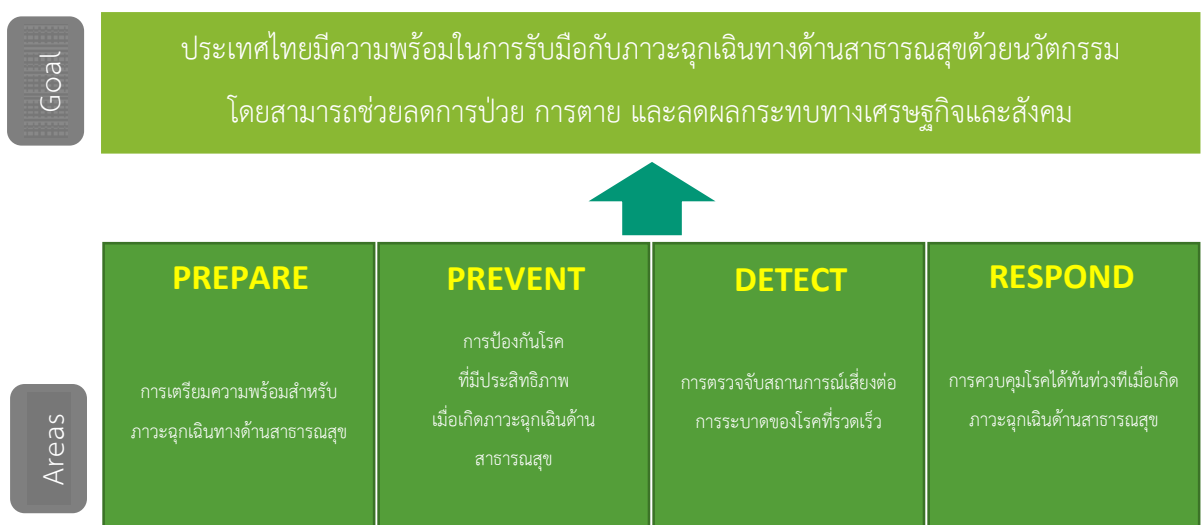 Goal
ประเทศไทยมีความพร้อมในการรับมือกับภาวะฉุกเฉินทางด้านสาธารณสุขด้วยนวัตกรรม
โดยสามารถช่วยลดการป่วย การตาย และลดผลกระทบทางเศรษฐกิจและสังคม
Areas
PREPARE
การเตรียมความพร้อมสำหรับ
ภาวะฉุกเฉินทางด้านสาธารณสุข
PREVENT
การป้องกันโรค
ที่มีประสิทธิภาพ
เมื่อเกิดภาวะฉุกเฉินด้าน
สาธารณสุข
DETECT
การตรวจจับสถานการณ์เสี่ยงต่อ
การระบาดของโรคที่รวดเร็ว
RESPOND
การควบคุมโรคได้ทันท่วงทีเมื่อเกิด
ภาวะฉุกเฉินด้านสาธารณสุข